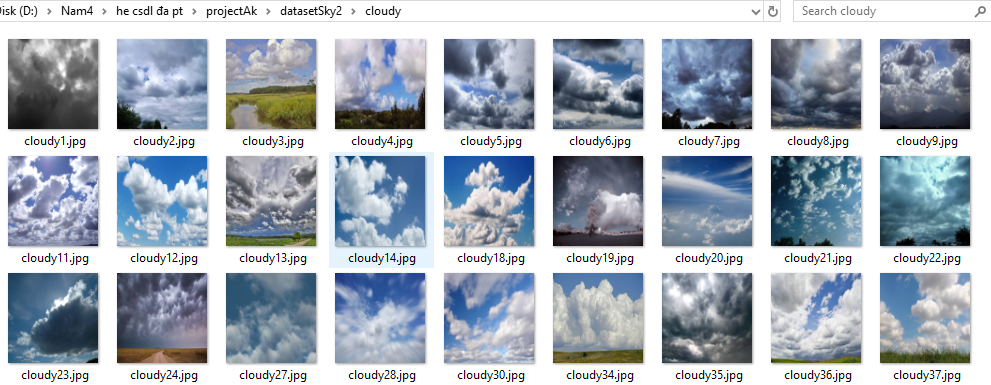 Disk (D:) > Nam4 > he csdl đa pt > projectAk > datasetSky2 > cloudy
Search cloudy
cloudy1.jpg cloudy2.jpg cloudy3.jpg cloudy4.jpg cloudy5.jpg cloudy6.jpg cloudy7.jpg cloudy8.jpg cloudy9.jpg
cloudy11.jpg cloudy12.jpg cloudy13.jpg cloudy14.jpg cloudy18.jpg cloudy19.jpg cloudy20.jpg cloudy21.jpg cloudy22.jpg
cloudy23.jpg cloudy24.jpg cloudy27.jpg cloudy28.jpg cloudy30.jpg cloudy34.jpg cloudy35.jpg cloudy36.jpg cloudy37.jpg